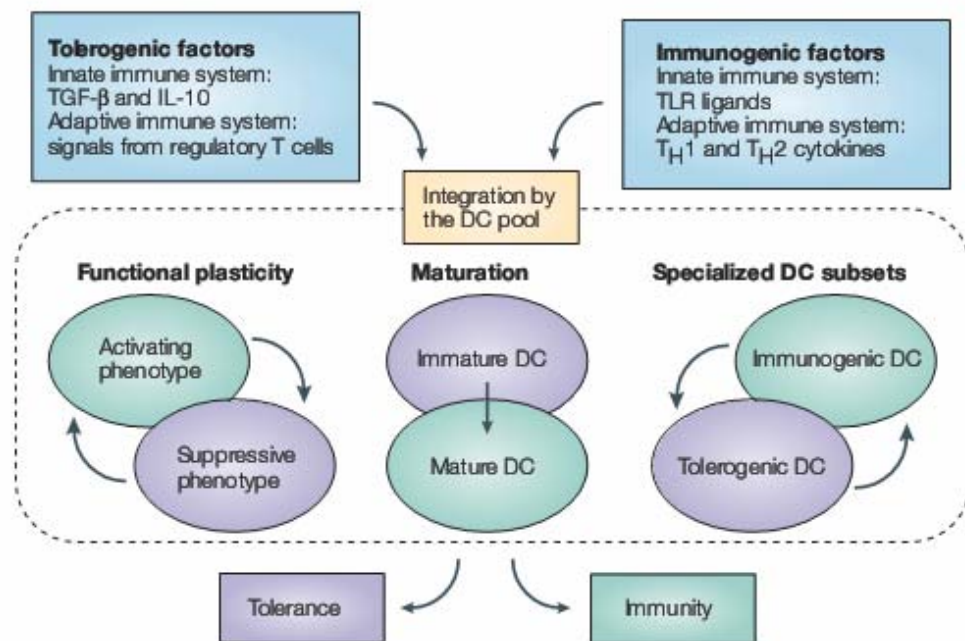 Tolerogenic factors
Innate immune system:
TGF-β and IL-10
Adaptive immune system:
signals from regulatory T cells
Immunogenic factors
Innate immune system:
TLR ligands
Adaptive immune system:
TH1 and TH2 cytokines
Integration by
the DC pool
Functional plasticity
Activating
phenotype
Suppressive
phenotype
Maturation
Immature DC
Mature DC
Specialized DC subsets
Immunogenic DC
Tolerogenic DC
Tolerance
Immunity